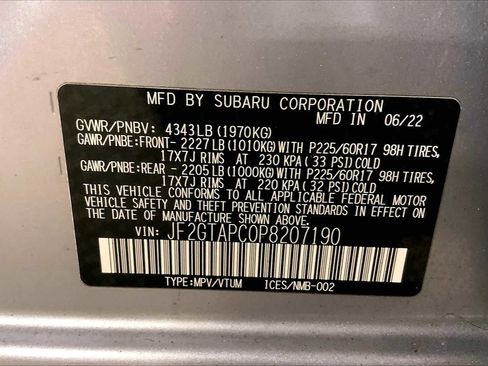 MFD BY SUBARU CORPORATION
MFD IN 06/22
GVWR/PNBV: 4343LB(1970KG)
GAWR/PNBE:FRONT- 2227LB(1010KG)WITH P225/60R17 98H TIRES,
17X7J RIMS AT 230 KPA(33 PSI)COLD
GAWR/PNBE:REAR - 2205LB(1000KG)WITH P225/60R17 98H TIRES,
17X7J RIMS AT 220 KPA(32 PSI)COLD
THIS VEHICLE CONFORMS TO ALL APPLICABLE FEDERAL MOTOR
VEHICLE SAFETY AND THEFT PREVENTION STANDARDS IN EFFECT
ON THE DATE OF MANUFACTURE SHOWN ABOVE.
VIN: JF2GTAPC0P8207190
TYPE:MPV/VTUM ICES/NMB-002